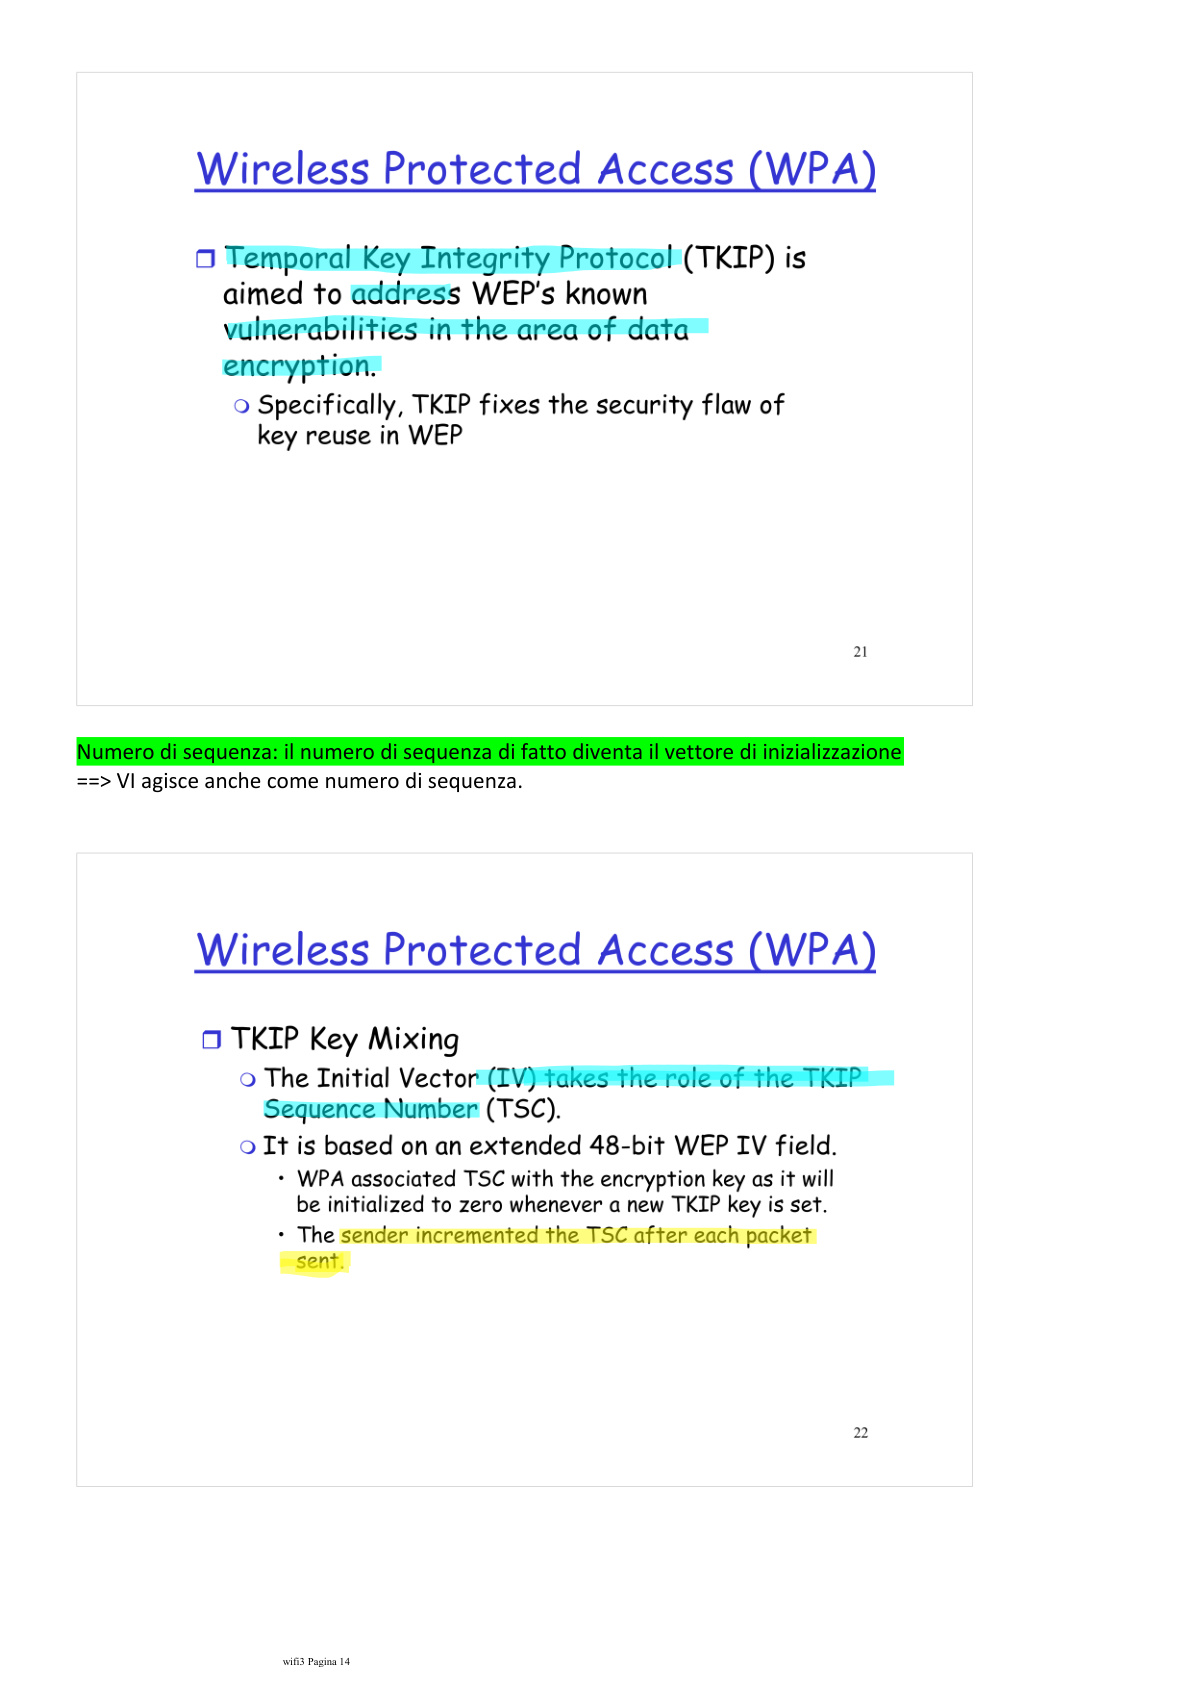 Wireless Protected Access (WPA)
Temporal Key Integrity Protocol (TKIP) is
aimed to address WEP's known
vulnerabilities in the area of data
encryption.
Specifically, TKIP fixes the security flaw of
key reuse in WEP
21
Numero di sequenza: il numero di sequenza di fatto diventa il vettore di inizializzazione
==> VI agisce anche come numero di sequenza.
Wireless Protected Access (WPA)
TKIP Key Mixing
The Initial Vector (IV) takes the role of the TKIP
Sequence Number (TSC).
It is based on an extended 48-bit WEP IV field.
• WPA associated TSC with the encryption key as it will
be initialized to zero whenever a new TKIP key is set.
• The sender incremented the TSC after each packet
sent.
22
wifi3 Pagina 14